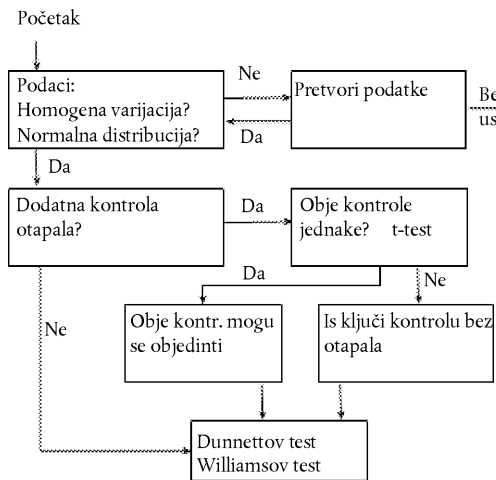 Početak
Podaci:
Homogena varijacija?
Normalna distribucija?
Ne
Da
Pretvori podatke
Da
Dodatna kontrola
otapala?
Da
Obje kontrole
jednake? t-test
Da
Ne
Ne
Obje kontr. mogu
se objedinti
Is ključi kontrolu bez
otapala
Dunnettov test
Williamsov test